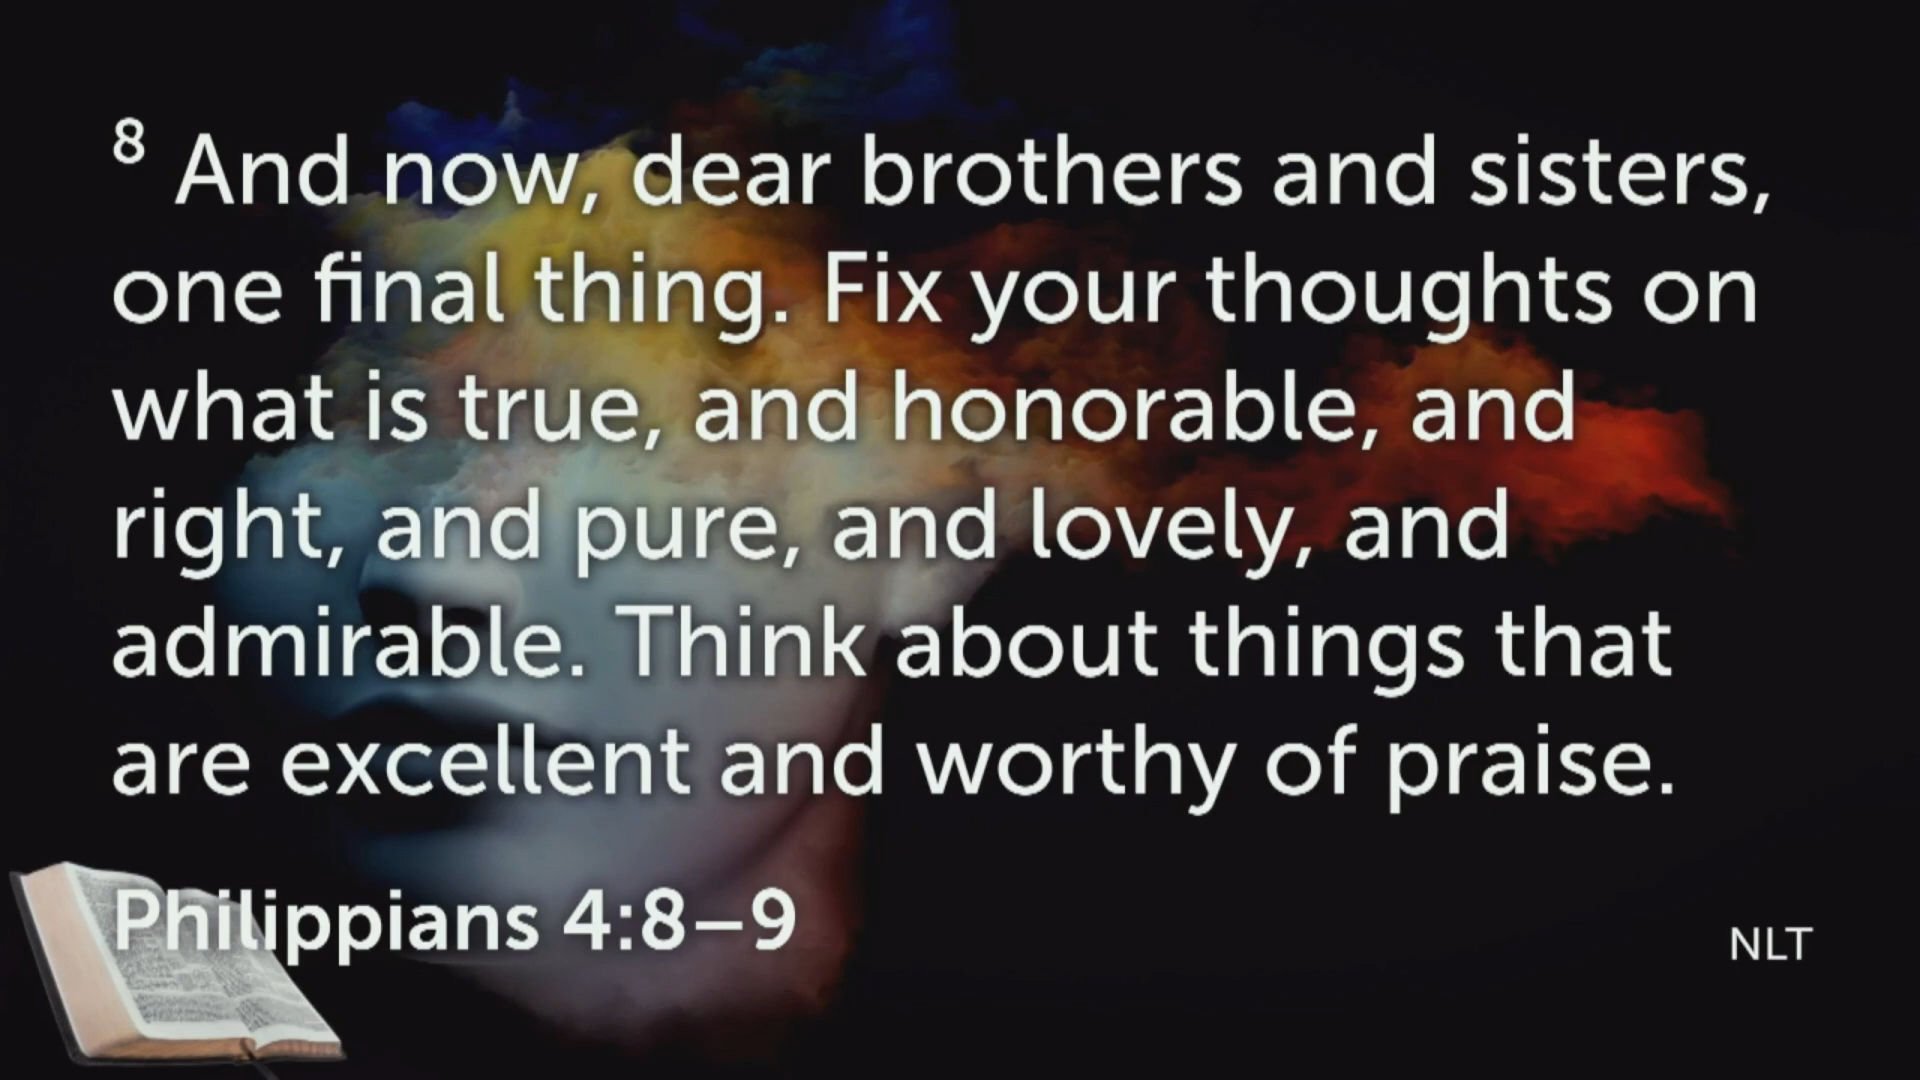 8 And now, dear brothers and sisters,
one final thing. Fix your thoughts on
what is true, and honorable, and
right, and pure, and lovely, and
admirable. Think about things that
are excellent and worthy of praise.
Philippians 4:8–9
NLT